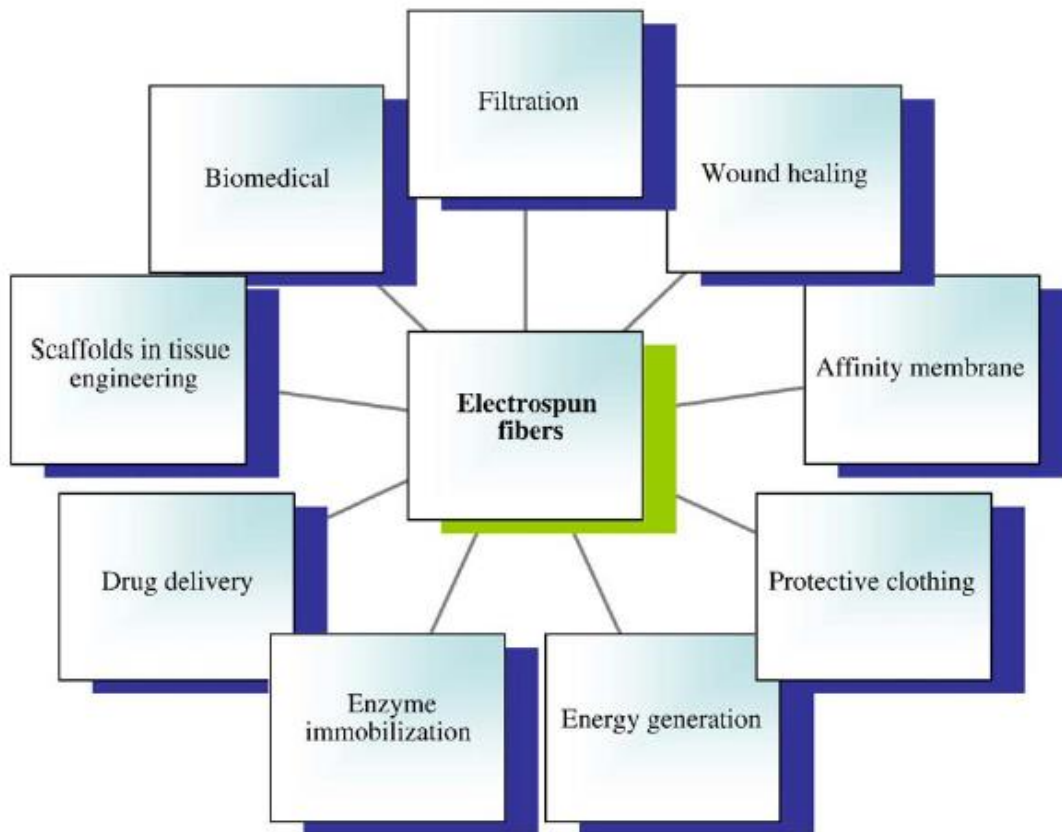 Filtration
Biomedical
Wound healing
Scaffolds in tissue
engineering
Electrospun
fibers
Affinity membrane
Drug delivery
Protective clothing
Enzyme
immobilization
Energy generation